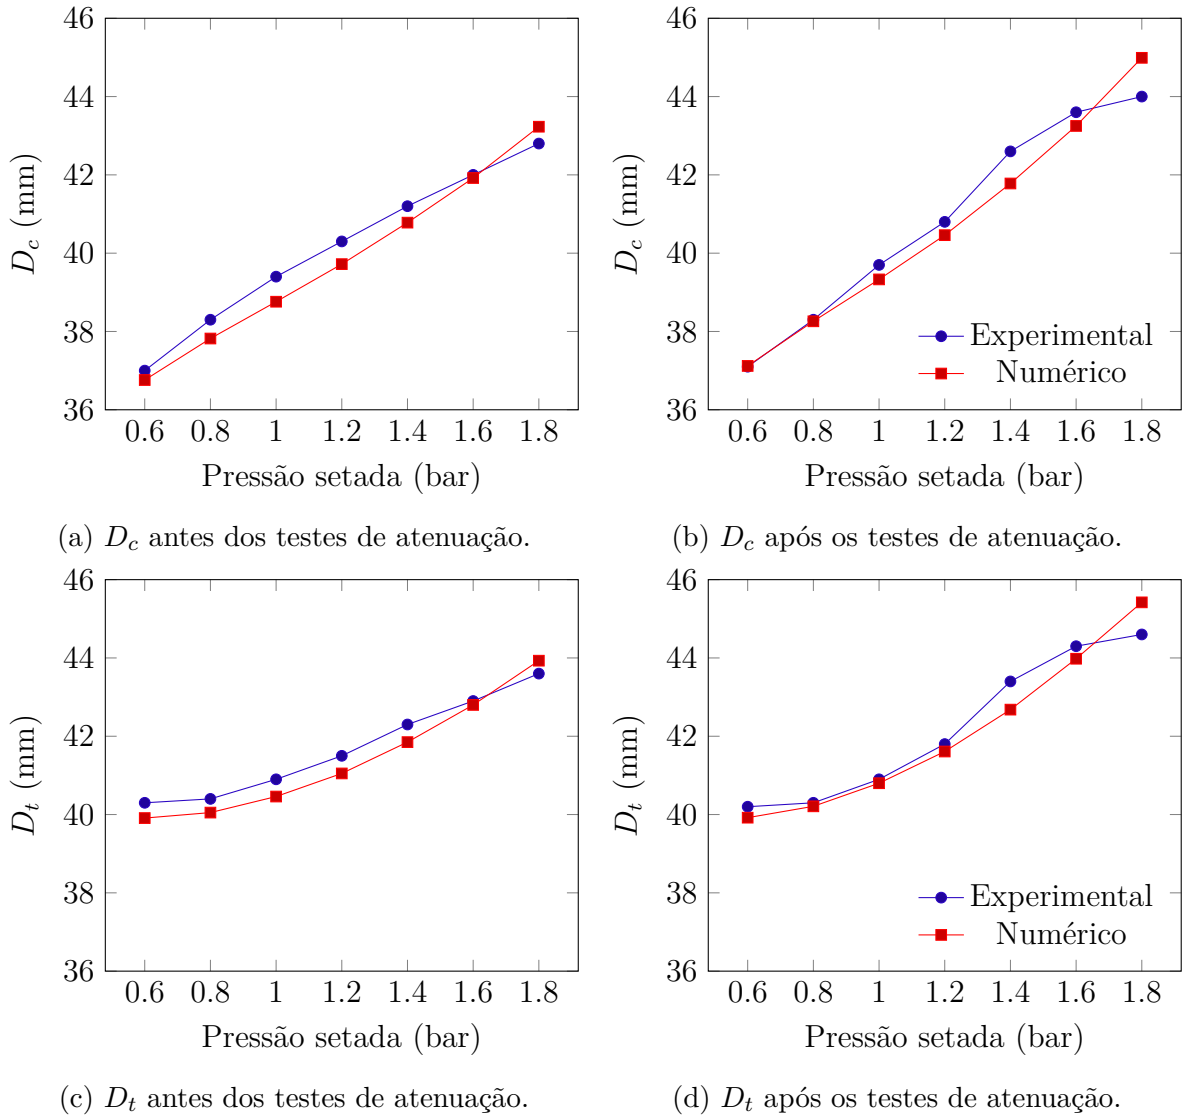 46
44
42
40
38
36
D_c (mm)
0.6 0.8 1 1.2 1.4 1.6 1.8
Pressão setada (bar)
(a) D_c antes dos testes de atenuação.
46
44
42
40
38
36
D_c (mm)
Experimental
Numérico
0.6 0.8 1 1.2 1.4 1.6 1.8
Pressão setada (bar)
(b) D_c após os testes de atenuação.
46
44
42
40
38
36
D_t (mm)
0.6 0.8 1 1.2 1.4 1.6 1.8
Pressão setada (bar)
(c) D_t antes dos testes de atenuação.
46
44
42
40
38
36
D_t (mm)
Experimental
Numérico
0.6 0.8 1 1.2 1.4 1.6 1.8
Pressão setada (bar)
(d) D_t após os testes de atenuação.